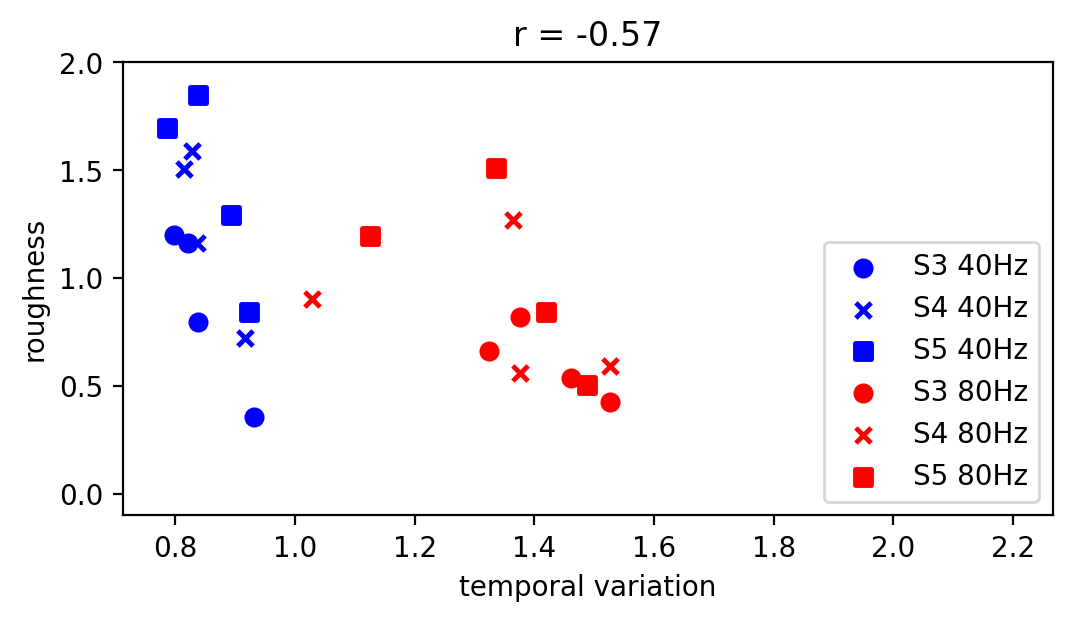 r = -0.57
roughness
2.0
1.5
1.0
0.5
0.0
S3 40Hz
S4 40Hz
S5 40Hz
S3 80Hz
S4 80Hz
S5 80Hz
0.8 1.0 1.2 1.4 1.6 1.8 2.0 2.2
temporal variation